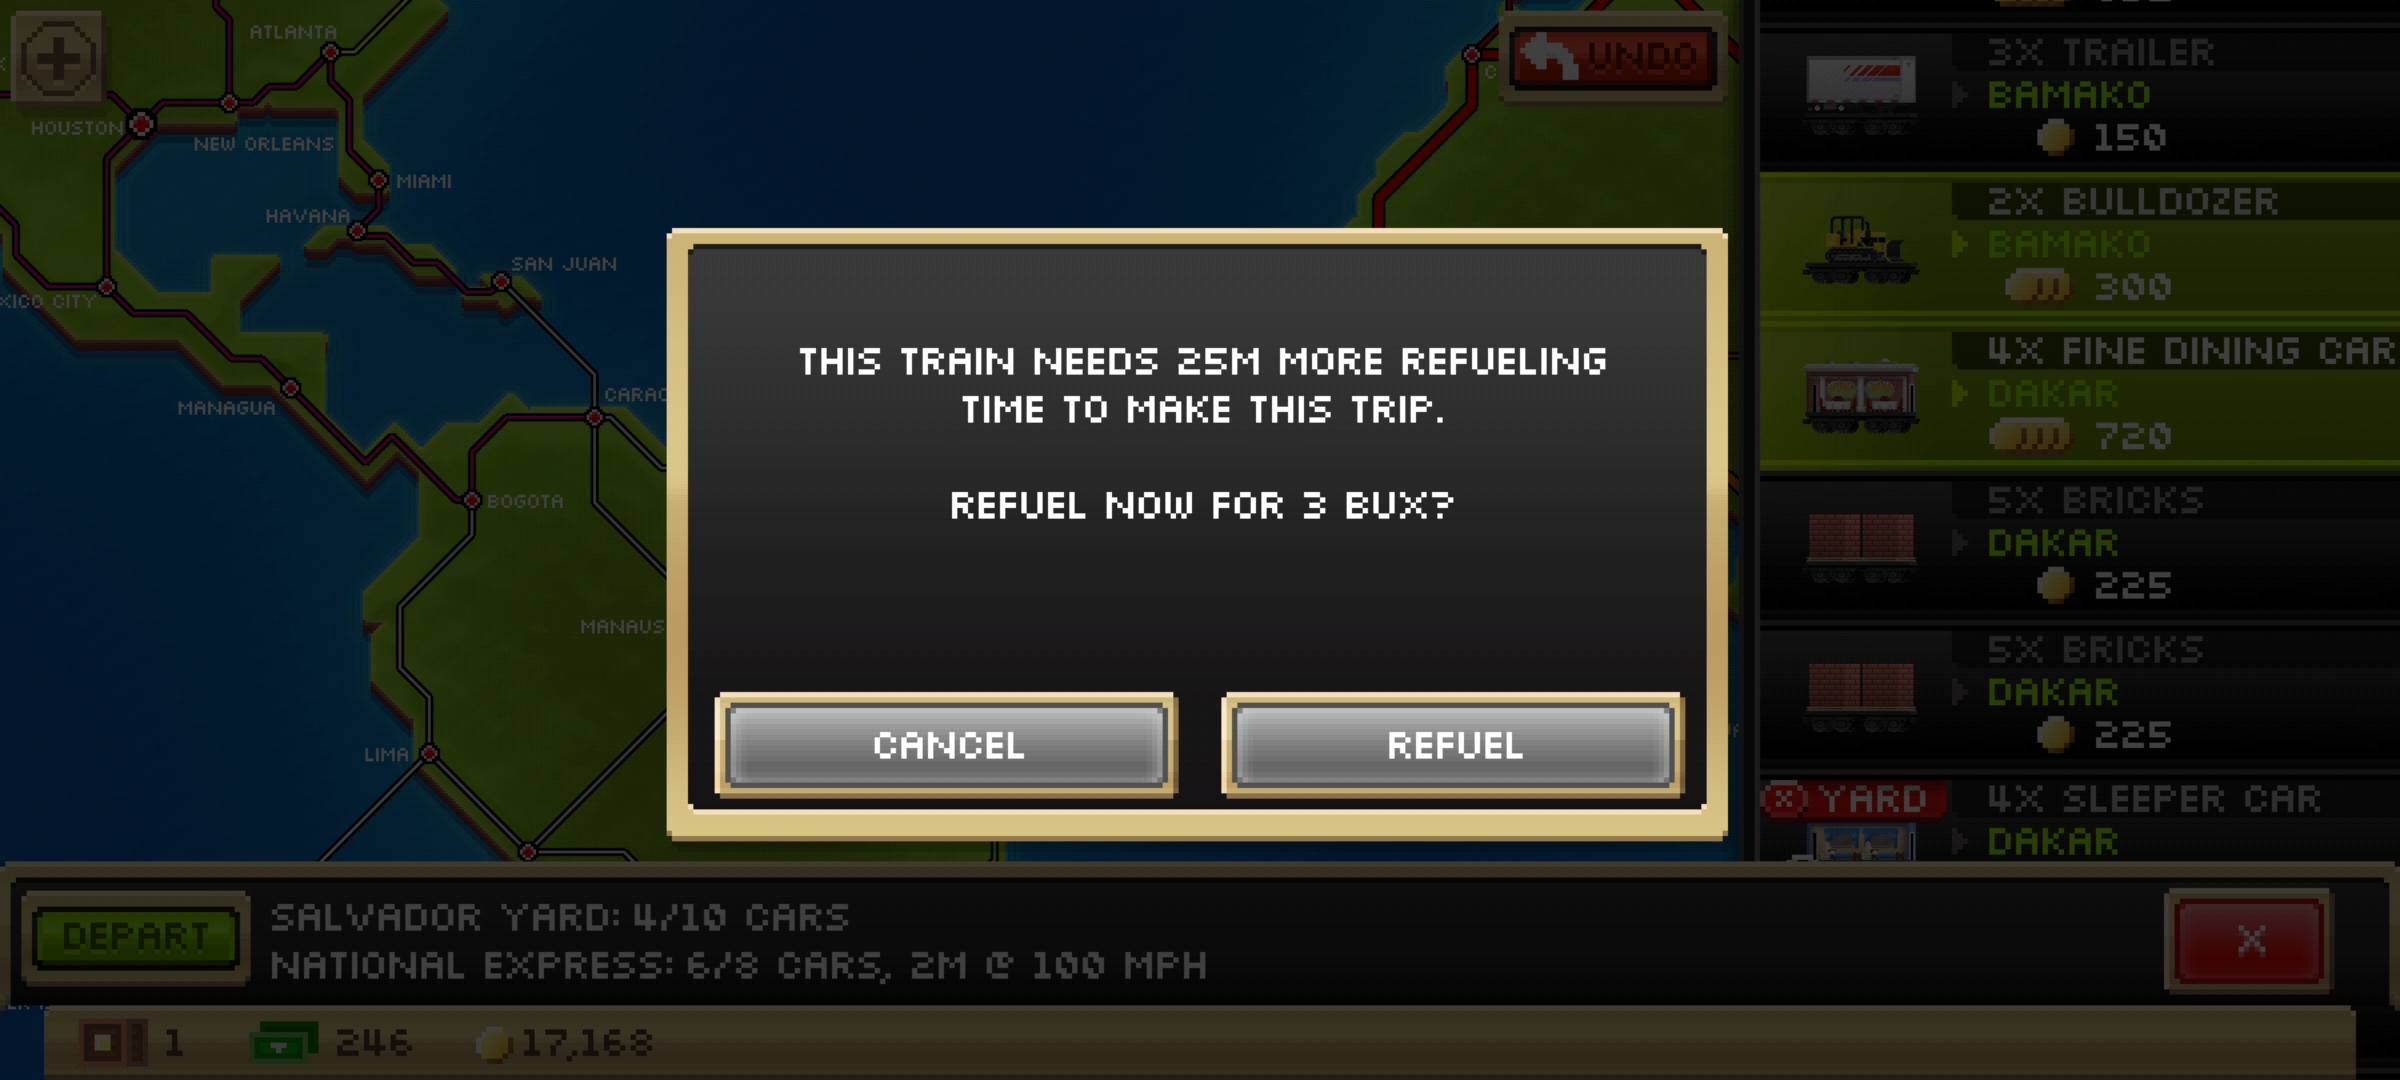 ATLANTA
HOUSTON
NEW ORLEANS
MIAMI
HAVANA
SAN JUAN
XICO CITY
MANAGUA
CARAC
BOGOTA
MANAUS
LIMA
UNDO
THIS TRAIN NEEDS 25M MORE REFUELING
TIME TO MAKE THIS TRIP.
REFUEL NOW FOR 3 BUX?
CANCEL
REFUEL
3X TRAILER
BAMAKO
150
2X BULLDOZER
BAMAKO
300
4X FINE DINING CAR
DAKAR
720
5X BRICKS
DAKAR
225
5X BRICKS
DAKAR
225
YARD
4X SLEEPER CAR
DAKAR
DEPART
SALVADOR YARD: 4/10 CARS
NATIONAL EXPRESS: 6/8 CARS, 2M @ 100 MPH
X
1
246
17,168